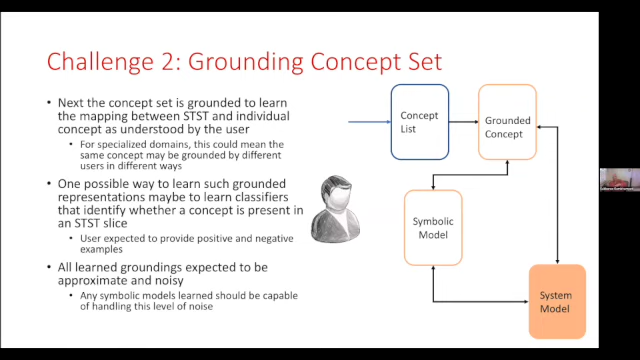 Challenge 2: Grounding Concept Set
• Next the concept set is grounded to learn
the mapping between STST and individual
concept as understood by the user
• For specialized domains, this could mean the
same concept may be grounded by different
users in different ways
• One possible way to learn such grounded
representations maybe to learn classifiers
that identify whether a concept is present in
an STST slice
• User expected to provide positive and negative
examples
• All learned groundings expected to be
approximate and noisy
• Any symbolic models learned should be capable
of handling this level of noise
Concept
List
Grounded
Concept
Symbolic
Model
System
Model